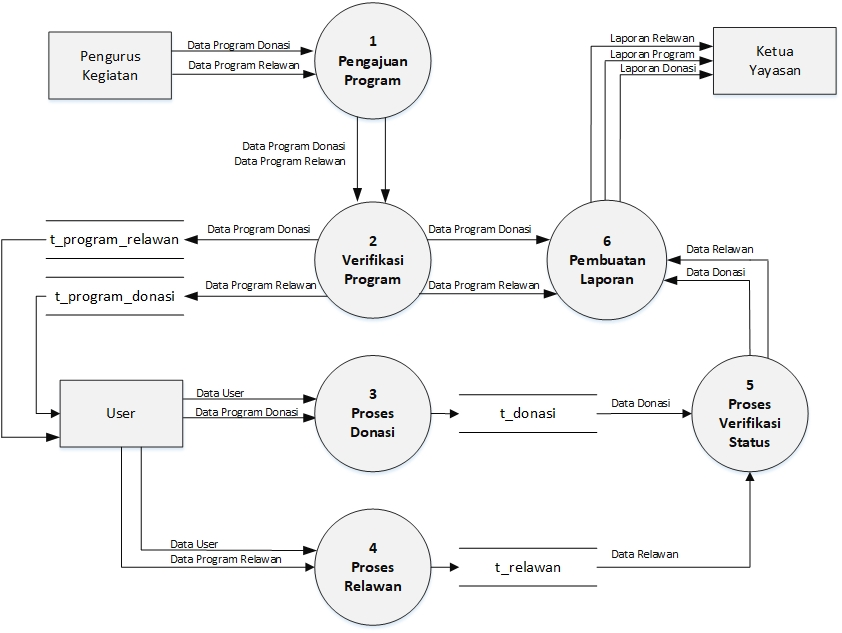 Pengurus
Kegiatan
Data Program Donasi
Data Program Relawan
1
Pengajuan
Program
Laporan Relawan
Laporan Program
Laporan Donasi
Ketua
Yayasan
Data Program Donasi
Data Program Relawan
t_program_relawan
Data Program Donasi
2
Verifikasi
Program
Data Program Donasi
6
Pembuatan
Laporan
Data Relawan
Data Donasi
t_program_donasi
Data Program Relawan
Data Program Relawan
User
Data User
Data Program Donasi
3
Proses
Donasi
t_donasi
Data Donasi
5
Proses
Verifikasi
Status
Data User
Data Program Relawan
4
Proses
Relawan
t_relawan
Data Relawan